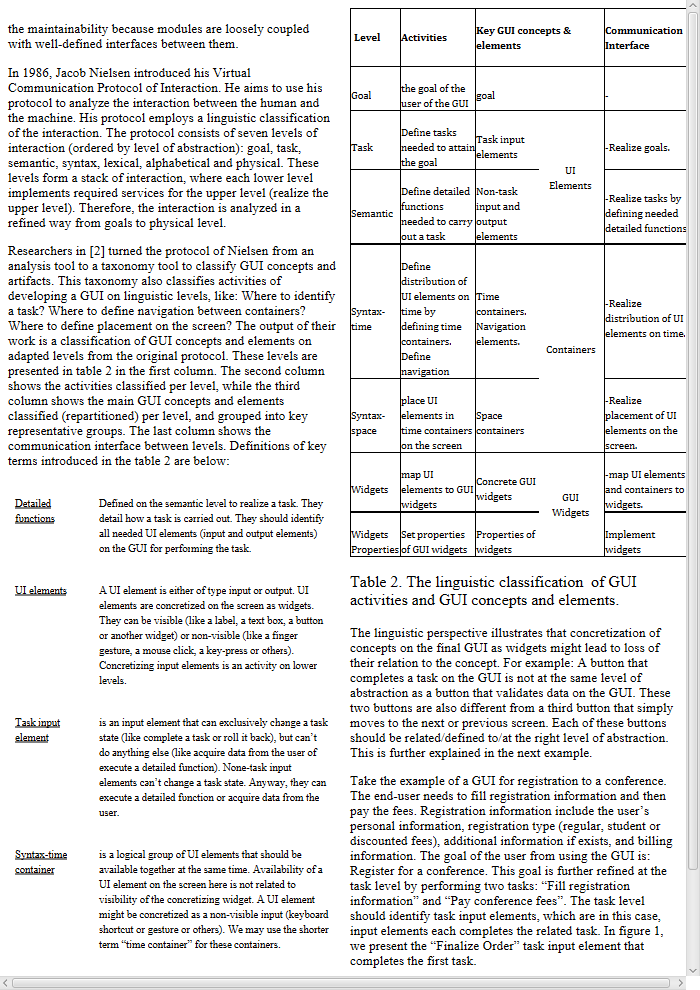 the maintainability because modules are loosely coupled
with well-defined interfaces between them.
In 1986, Jacob Nielsen introduced his Virtual
Communication Protocol of Interaction. He aims to use his
protocol to analyze the interaction between the human and
the machine. His protocol employs a linguistic classification
of the interaction. The protocol consists of seven levels of
interaction (ordered by level of abstraction): goal, task,
semantic, syntax, lexical, alphabetical and physical. These
levels form a stack of interaction, where each lower level
implements required services for the upper level (realize the
upper level). Therefore, the interaction is analyzed in a
refined way from goals to physical level.
Researchers in [2] turned the protocol of Nielsen from an
analysis tool to a taxonomy tool to classify GUI concepts and
artifacts. This taxonomy also classifies activities of
developing a GUI on linguistic levels, like: Where to identify
a task? Where to define navigation between containers?
Where to define placement on the screen? The output of their
work is a classification of GUI concepts and elements on
adapted levels from the original protocol. These levels are
presented in table 2 in the first column. The second column
shows the activities classified per level, while the third
column shows the main GUI concepts and elements
classified (repartitioned) per level, and grouped into key
representative groups. The last column shows the
communication interface between levels. Definitions of key
terms introduced in the table 2 are below:
Detailed
functions
Defined on the semantic level to realize a task. They
detail how a task is carried out. They should identify
all needed UI elements (input and output elements)
on the GUI for performing the task.
UI elements
A UI element is either of type input or output. UI
elements are concretized on the screen as widgets.
They can be visible (like a label, a text box, a button
or another widget) or non-visible (like a finger
gesture, a mouse click, a key-press or others).
Concretizing input elements is an activity on lower
levels.
Task input
element
is an input element that can exclusively change a task
state (like complete a task or roll it back), but can't
do anything else (like acquire data from the user of
execute a detailed function). None-task input
elements can't change a task state. Anyway, they can
execute a detailed function or acquire data from the
user.
Syntax-time
container
is a logical group of UI elements that should be
available together at the same time. Availability of a
UI element on the screen here is not related to
visibility of the concretizing widget. A UI element
might be concretized as a non-visible input (keyboard
shortcut or gesture or others). We may use the shorter
term “time container” for these containers.
Level
Activities
Key GUI concepts &
elements
Communication
Interface
Goal
the goal of the
user of the GUI
goal
-
Task
Define tasks
needed to attain
the goal
Task input
elements
UI
Elements
-Realize goals.
Semantic
Define detailed
functions
needed to carry
out a task
Non-task
input and
output
elements
-Realize tasks by
defining needed
detailed functions
Syntax-
time
Define
distribution of
UI elements on
time by
defining time
containers.
Define
navigation
Time
containers.
Navigation
elements.
Containers
-Realize
distribution of UI
elements on time.
Syntax-
space
place UI
elements in
time containers
on the screen
Space
containers
-Realize
placement of UI
elements on the
screen.
Widgets
map UI
elements to GUI
widgets
Concrete GUI
widgets
GUI
Widgets
-map UI elements
and containers to
widgets.
Widgets
Properties
Set properties
of GUI widgets
Properties of
widgets
Implement
widgets
Table 2. The linguistic classification of GUI
activities and GUI concepts and elements.
The linguistic perspective illustrates that concretization of
concepts on the final GUI as widgets might lead to loss of
their relation to the concept. For example: A button that
completes a task on the GUI is not at the same level of
abstraction as a button that validates data on the GUI. These
two buttons are also different from a third button that simply
moves to the next or previous screen. Each of these buttons
should be related/defined to/at the right level of abstraction.
This is further explained in the next example.
Take the example of a GUI for registration to a conference.
The end-user needs to fill registration information and then
pay the fees. Registration information include the user's
personal information, registration type (regular, student or
discounted fees), additional information if exists, and billing
information. The goal of the user from using the GUI is:
Register for a conference. This goal is further refined at the
task level by performing two tasks: “Fill registration
information” and “Pay conference fees”. The task level
should identify task input elements, which are in this case,
input elements each completes the related task. In figure 1,
we present the “Finalize Order” task input element that
completes the first task.